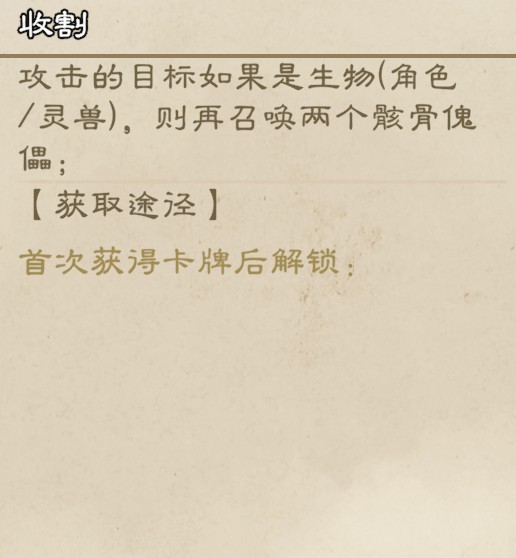 收割
攻击的目标如果是生物(角色
/灵兽)，则再召唤两个骸骨傀
儡；
【获取途径】
首次获得卡牌后解锁；